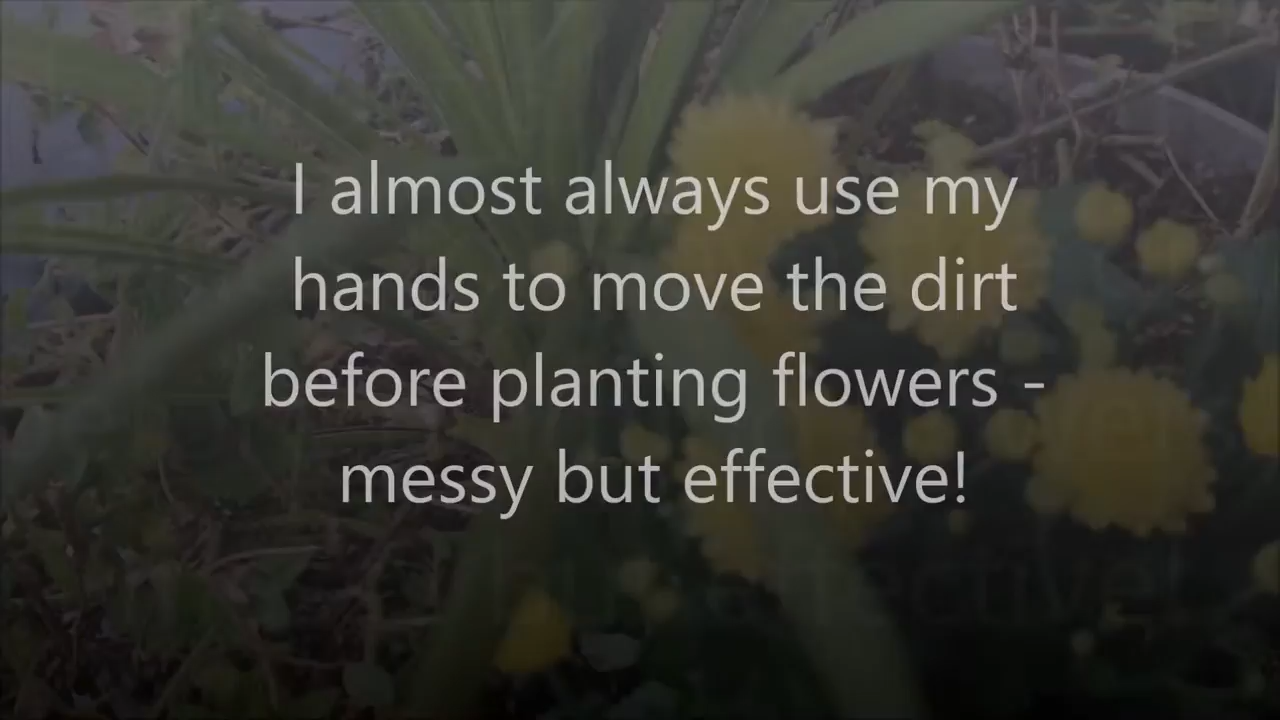 I almost always use my
hands to move the dirt
before planting flowers -
messy but effective!